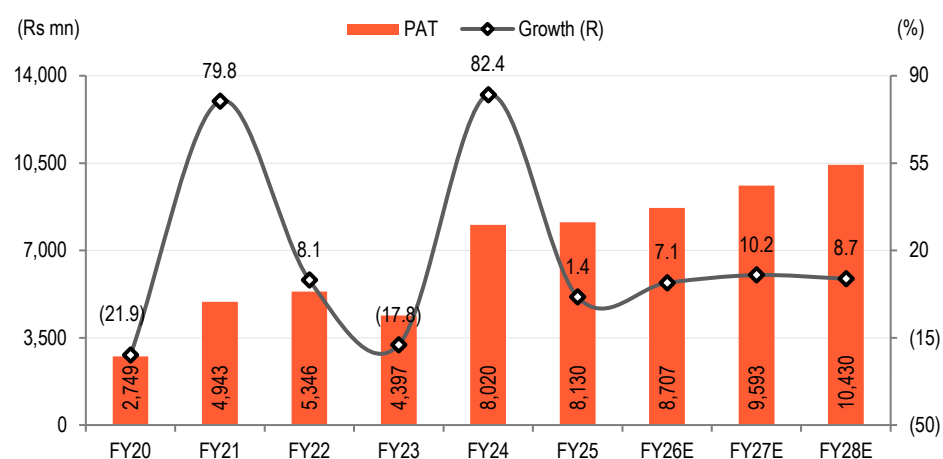 (Rs mn) PAT Growth (R) (%)
79.8 82.4
14,000 90
10,500 55
7,000 8.1 1.4 7.1 10.2 8.7 20
(21.9) (17.8)
3,500 (15)
2,749 4,943 5,346 4,397 8,020 8,130 8,707 9,593 10,430
0 (50)
FY20 FY21 FY22 FY23 FY24 FY25 FY26E FY27E FY28E